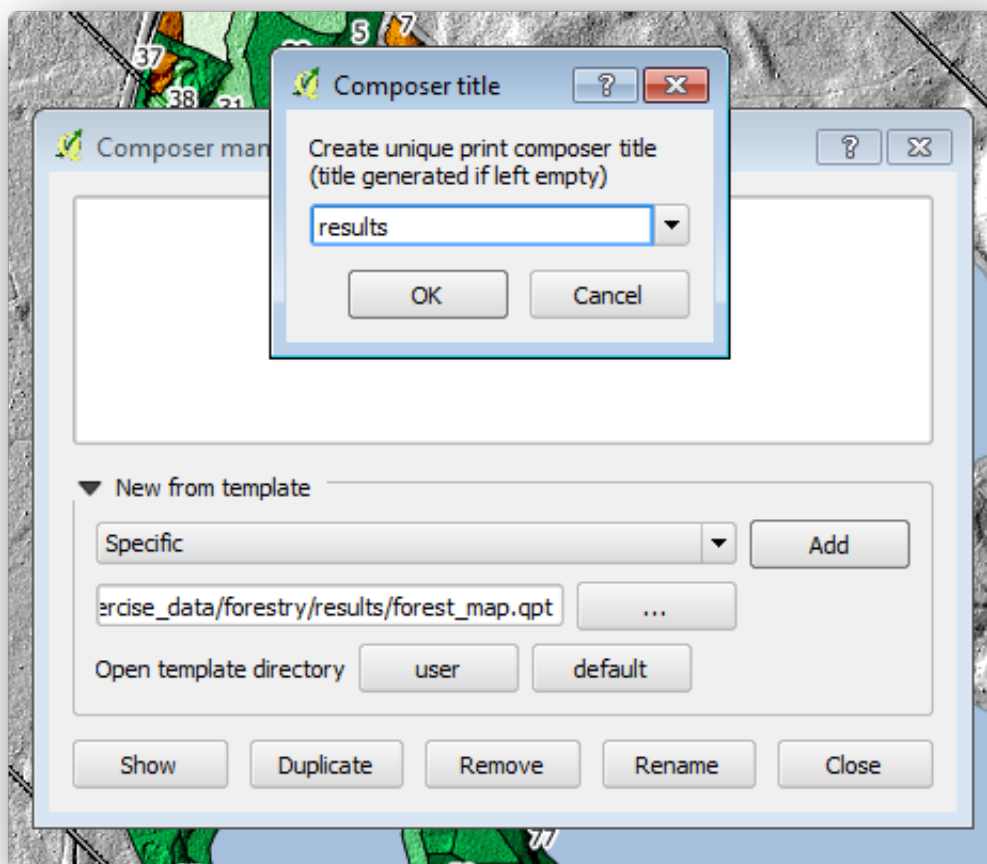 5
7
37
38
Composer title
Composer man
Create unique print composer title
(title generated if left empty)
results
OK
Cancel
New from template
Specific
Add
ercise_data/forestry/results/forest_map.qpt
...
Open template directory
user
default
Show
Duplicate
Remove
Rename
Close